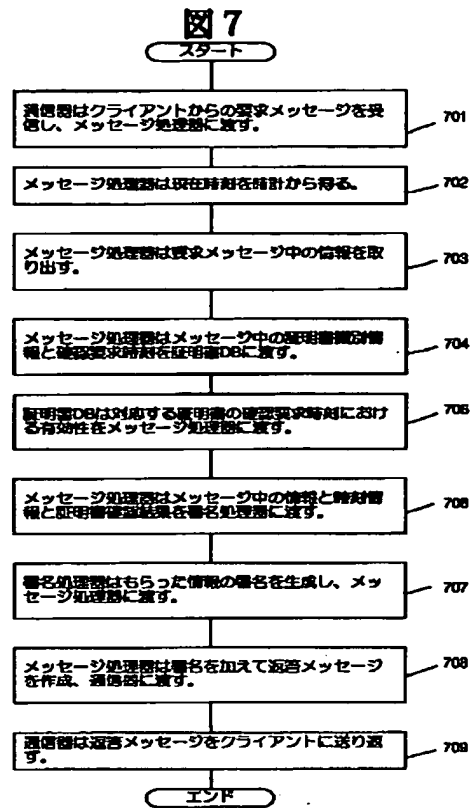 図7
スタート
通信器はクライアントからの要求メッセージを受
信し、メッセージ処理器に渡す。
701
メッセージ処理器は現在時刻を時計から得る。
702
メッセージ処理器は要求メッセージ中の情報を取
り出す。
703
メッセージ処理器はメッセージ中の証明書識別情
報と確認要求時刻を証明書DBに渡す。
704
証明書DBは対応する証明書の確認要求時刻におけ
る有効性をメッセージ処理器に渡す。
705
メッセージ処理器はメッセージ中の情報と時刻情
報と証明書確認結果を署名処理器に渡す。
706
署名処理器はもらった情報の署名を生成し、メッ
セージ処理器に渡す。
707
メッセージ処理器は署名を加えて返答メッセージ
を作成、通信器に渡す。
708
通信器は返答メッセージをクライアントに送り返
す。
709
エンド